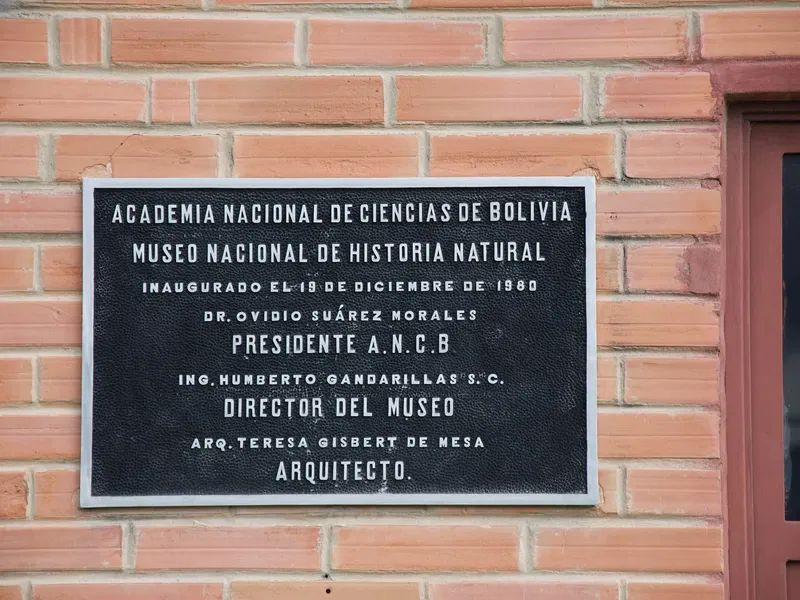 ACADEMIA NACIONAL DE CIENCIAS DE BOLIVIA
MUSEO NACIONAL DE HISTORIA NATURAL
INAUGURADO EL 19 DE DICIEMBRE DE 1980
DR. OVIDIO SUÁREZ MORALES
PRESIDENTE A.N.C.B
ING. HUMBERTO GANDARILLAS S. C.
DIRECTOR DEL MUSEO
ARQ. TERESA GISBERT DE MESA
ARQUITECTO.